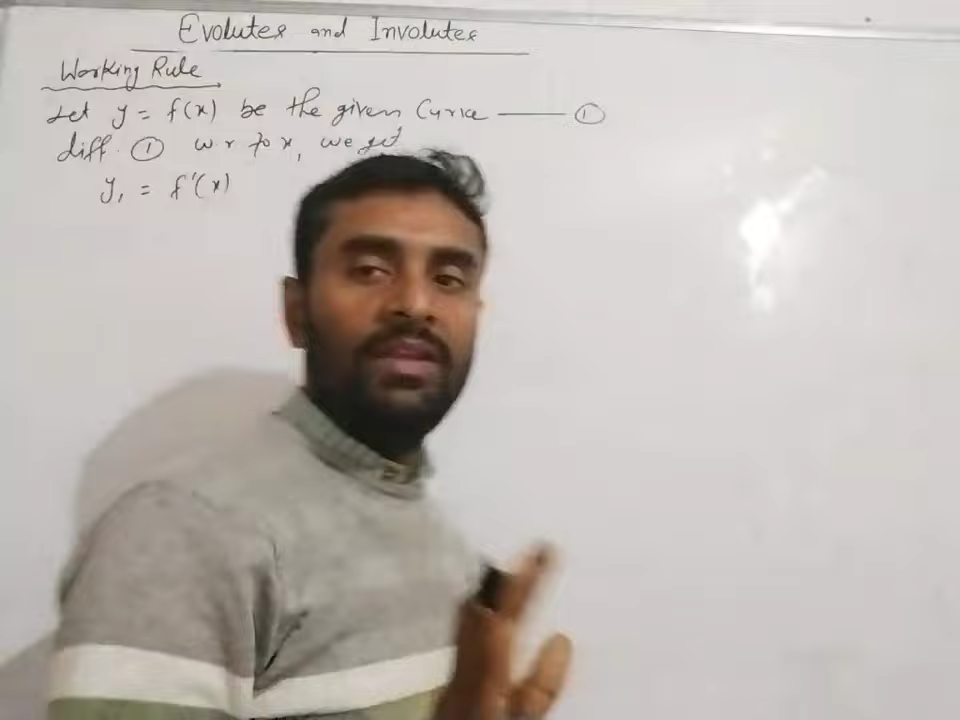 Evolutes and Involutes
Working Rule
Let y = f(x) be the given Curve ——— ①
diff. ① w r to x, we get
y₁ = f'(x)